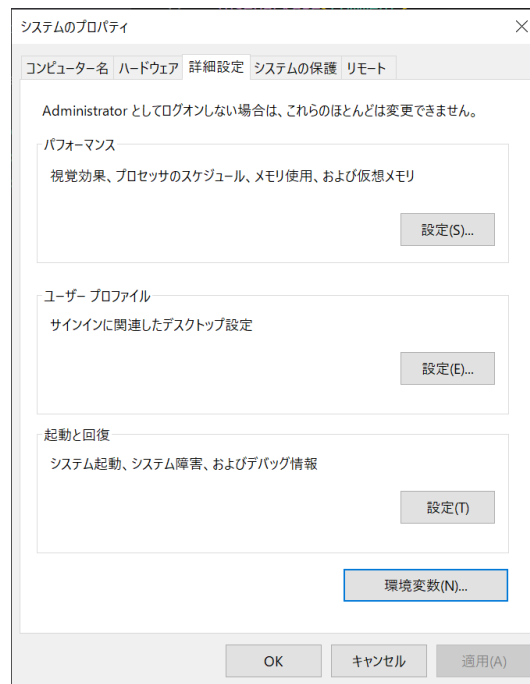 システムのプロパティ
コンピューター名 ハードウェア 詳細設定 システムの保護 リモート
Administrator としてログオンしない場合は、これらのほとんどは変更できません。
パフォーマンス
視覚効果、プロセッサのスケジュール、メモリ使用、および仮想メモリ
設定(S)...
ユーザー プロファイル
サインインに関連したデスクトップ設定
設定(E)...
起動と回復
システム起動、システム障害、およびデバッグ情報
設定(T)
環境変数(N)...
OK キャンセル 適用(A)